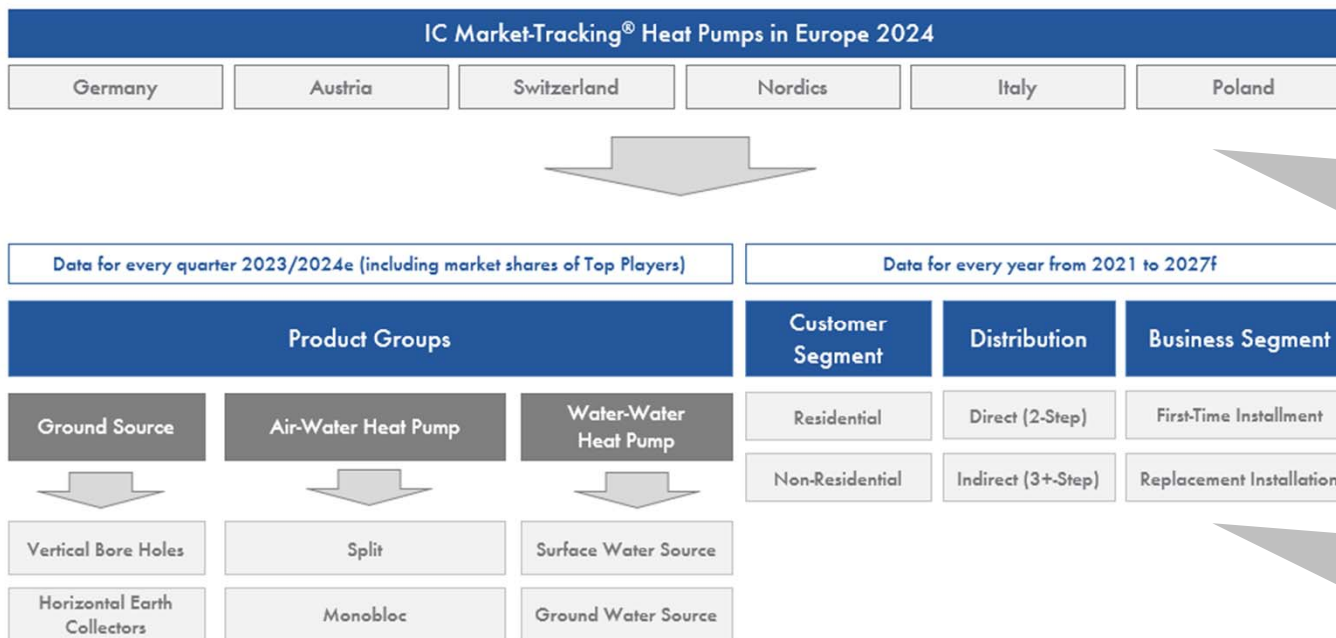 IC Market-Tracking® Heat Pumps in Europe 2024
Germany
Austria
Switzerland
Nordics
Italy
Poland
Data for every quarter 2023/2024e (including market shares of Top Players)
Data for every year from 2021 to 2027f
Product Groups
Customer
Segment
Distribution
Business Segment
Ground Source
Air-Water Heat Pump
Water-Water
Heat Pump
Residential
Direct (2-Step)
First-Time Installment
Non-Residential
Indirect (3+-Step)
Replacement Installation
Vertical Bore Holes
Split
Surface Water Source
Horizontal Earth
Collectors
Monobloc
Ground Water Source